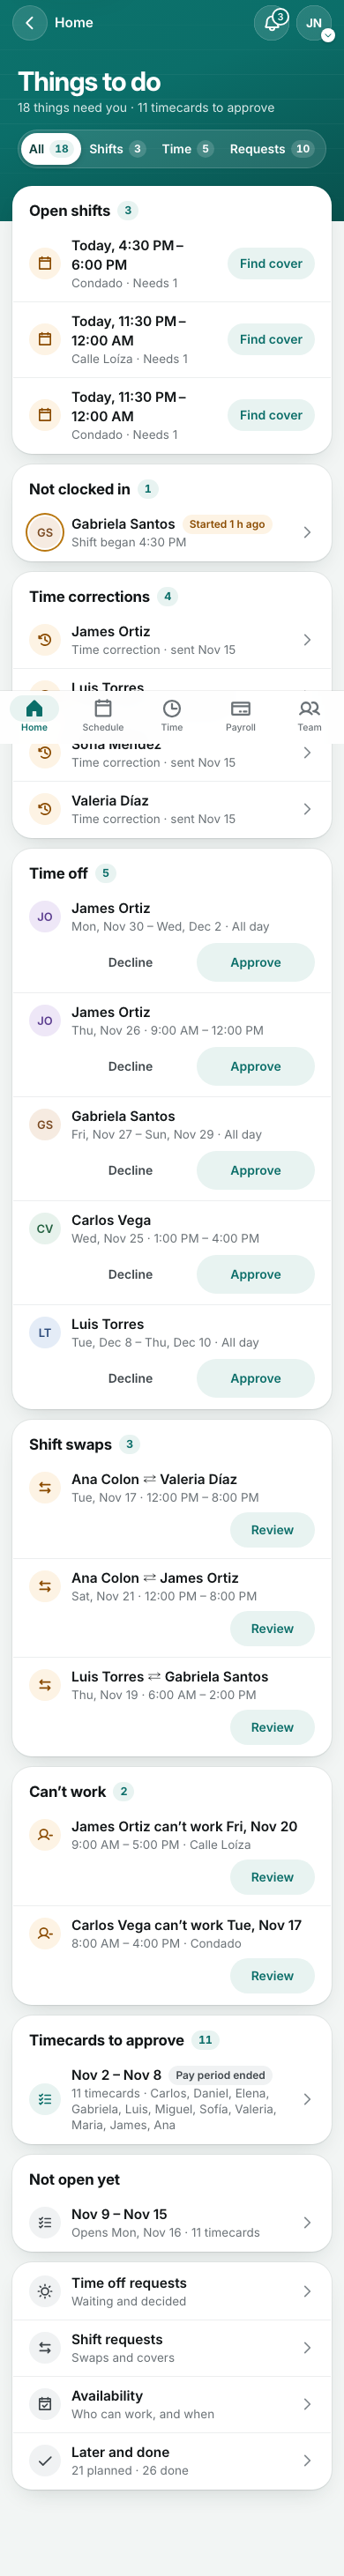 Home
3
JN
Things to do
18 things need you · 11 timecards to approve
All 18 Shifts 3 Time 5 Requests 10
Open shifts 3
Today, 4:30 PM –
6:00 PM
Condado · Needs 1
Find cover
Today, 11:30 PM –
12:00 AM
Calle Loíza · Needs 1
Find cover
Today, 11:30 PM –
12:00 AM
Condado · Needs 1
Find cover
Not clocked in 1
GS
Gabriela Santos Started 1 h ago
Shift began 4:30 PM
Time corrections 4
James Ortiz
Time correction · sent Nov 15
Luis Torres
Home Schedule Time Payroll Team
Sofía Méndez
Time correction · sent Nov 15
Valeria Díaz
Time correction · sent Nov 15
Time off 5
JO
James Ortiz
Mon, Nov 30 – Wed, Dec 2 · All day
Decline Approve
JO
James Ortiz
Thu, Nov 26 · 9:00 AM – 12:00 PM
Decline Approve
GS
Gabriela Santos
Fri, Nov 27 – Sun, Nov 29 · All day
Decline Approve
CV
Carlos Vega
Wed, Nov 25 · 1:00 PM – 4:00 PM
Decline Approve
LT
Luis Torres
Tue, Dec 8 – Thu, Dec 10 · All day
Decline Approve
Shift swaps 3
Ana Colon ⇄ Valeria Díaz
Tue, Nov 17 · 12:00 PM – 8:00 PM
Review
Ana Colon ⇄ James Ortiz
Sat, Nov 21 · 12:00 PM – 8:00 PM
Review
Luis Torres ⇄ Gabriela Santos
Thu, Nov 19 · 6:00 AM – 2:00 PM
Review
Can’t work 2
James Ortiz can’t work Fri, Nov 20
9:00 AM – 5:00 PM · Calle Loíza
Review
Carlos Vega can’t work Tue, Nov 17
8:00 AM – 4:00 PM · Condado
Review
Timecards to approve 11
Nov 2 – Nov 8 Pay period ended
11 timecards · Carlos, Daniel, Elena,
Gabriela, Luis, Miguel, Sofía, Valeria,
Maria, James, Ana
Not open yet
Nov 9 – Nov 15
Opens Mon, Nov 16 · 11 timecards
Time off requests
Waiting and decided
Shift requests
Swaps and covers
Availability
Who can work, and when
Later and done
21 planned · 26 done